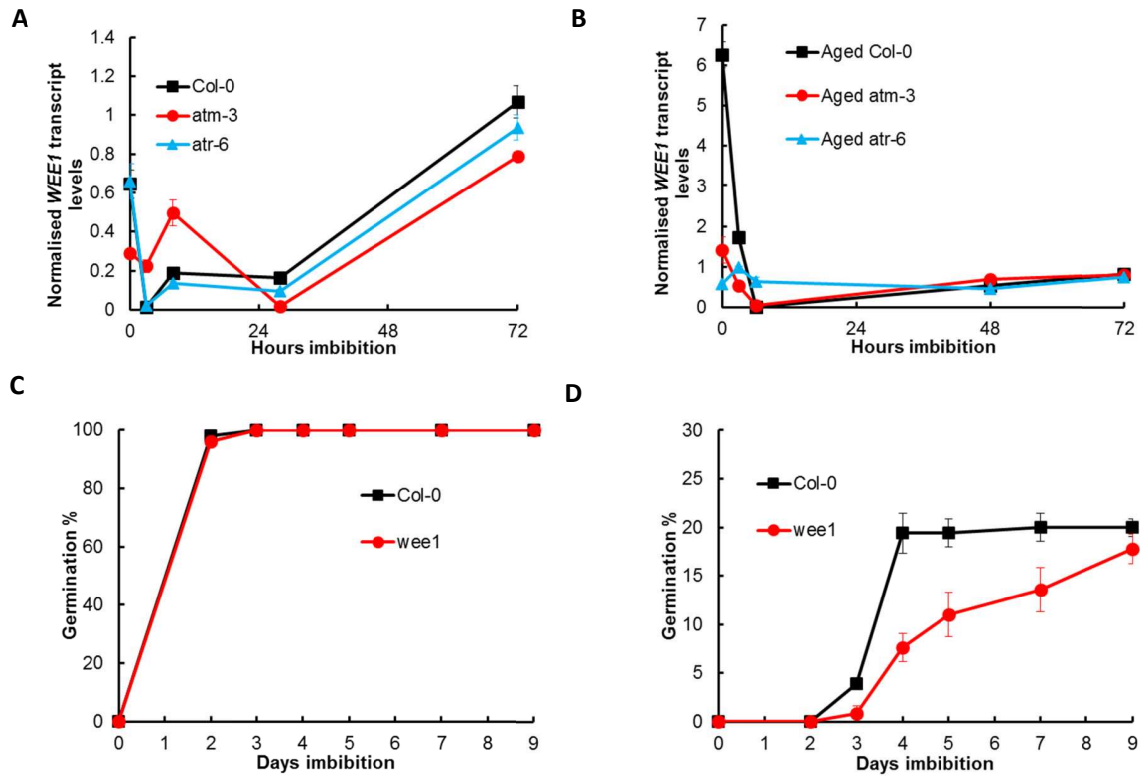 A
Normalised WEE1 transcript
levels
1.4
1.2
1
0.8
0.6
0.4
0.2
0
Col-0
atm-3
atr-6
0 24 48 72
Hours imbibition
B
Normalised WEE1 transcript
levels
7
6
5
4
3
2
1
0
Aged Col-0
Aged atm-3
Aged atr-6
0 24 48 72
Hours imbibition
C
Germination %
100
80
60
40
20
0
Col-0
wee1
0 1 2 3 4 5 6 7 8 9
Days imbibition
D
Germination %
30
25
20
15
10
5
0
Col-0
wee1
0 1 2 3 4 5 6 7 8 9
Days imbibition